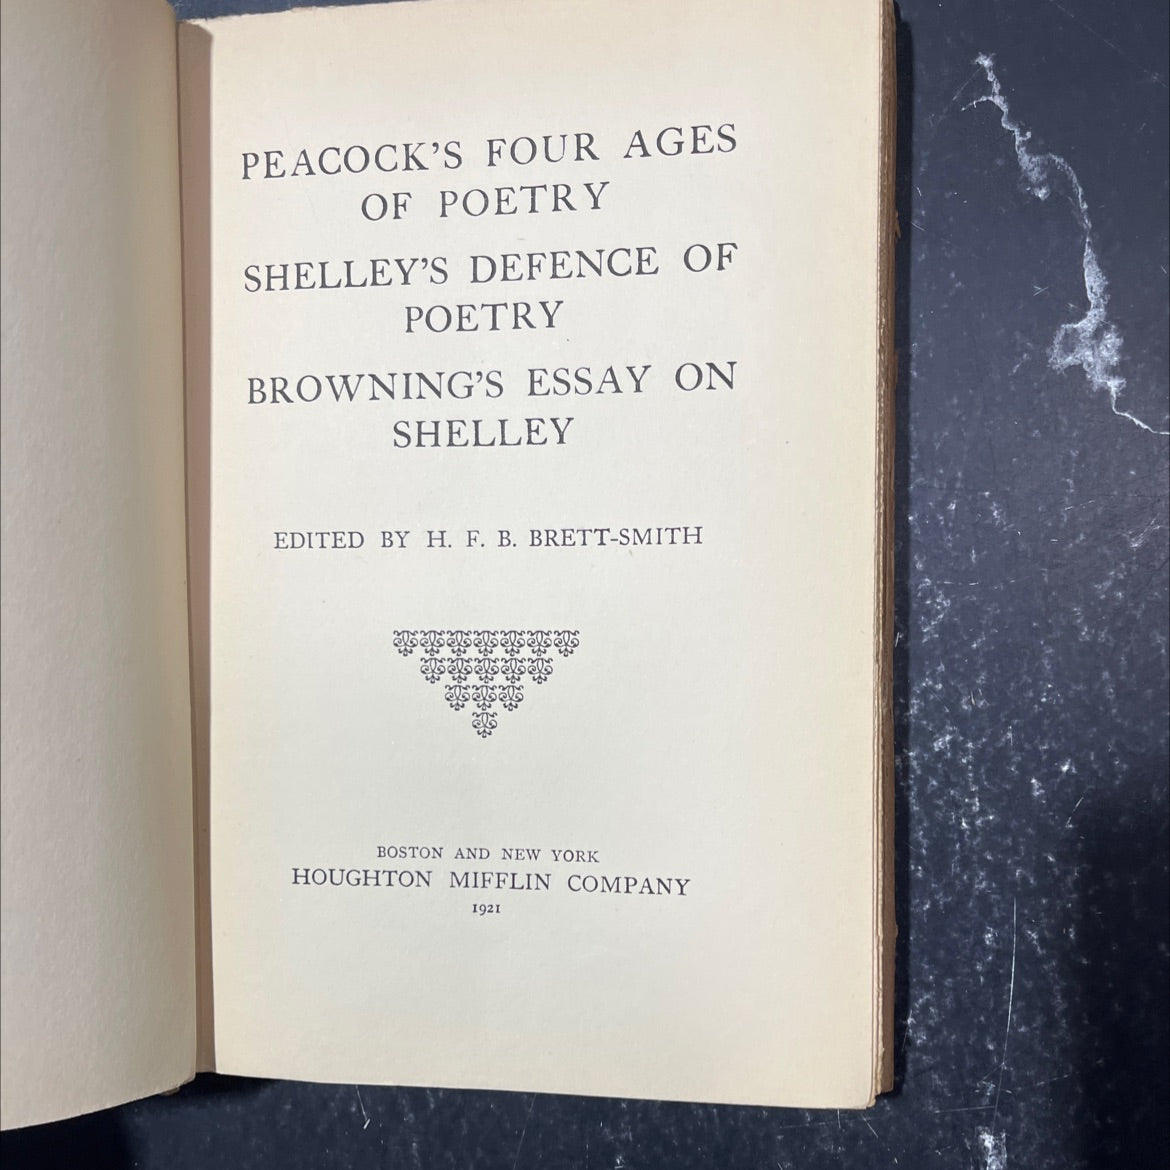 PEACOCK'S FOUR AGES
OF POETRY
SHELLEY'S DEFENCE OF
POETRY
BROWNING'S ESSAY ON
SHELLEY
EDITED BY H. F. B. BRETT-SMITH
BOSTON AND NEW YORK
HOUGHTON MIFFLIN COMPANY
1921